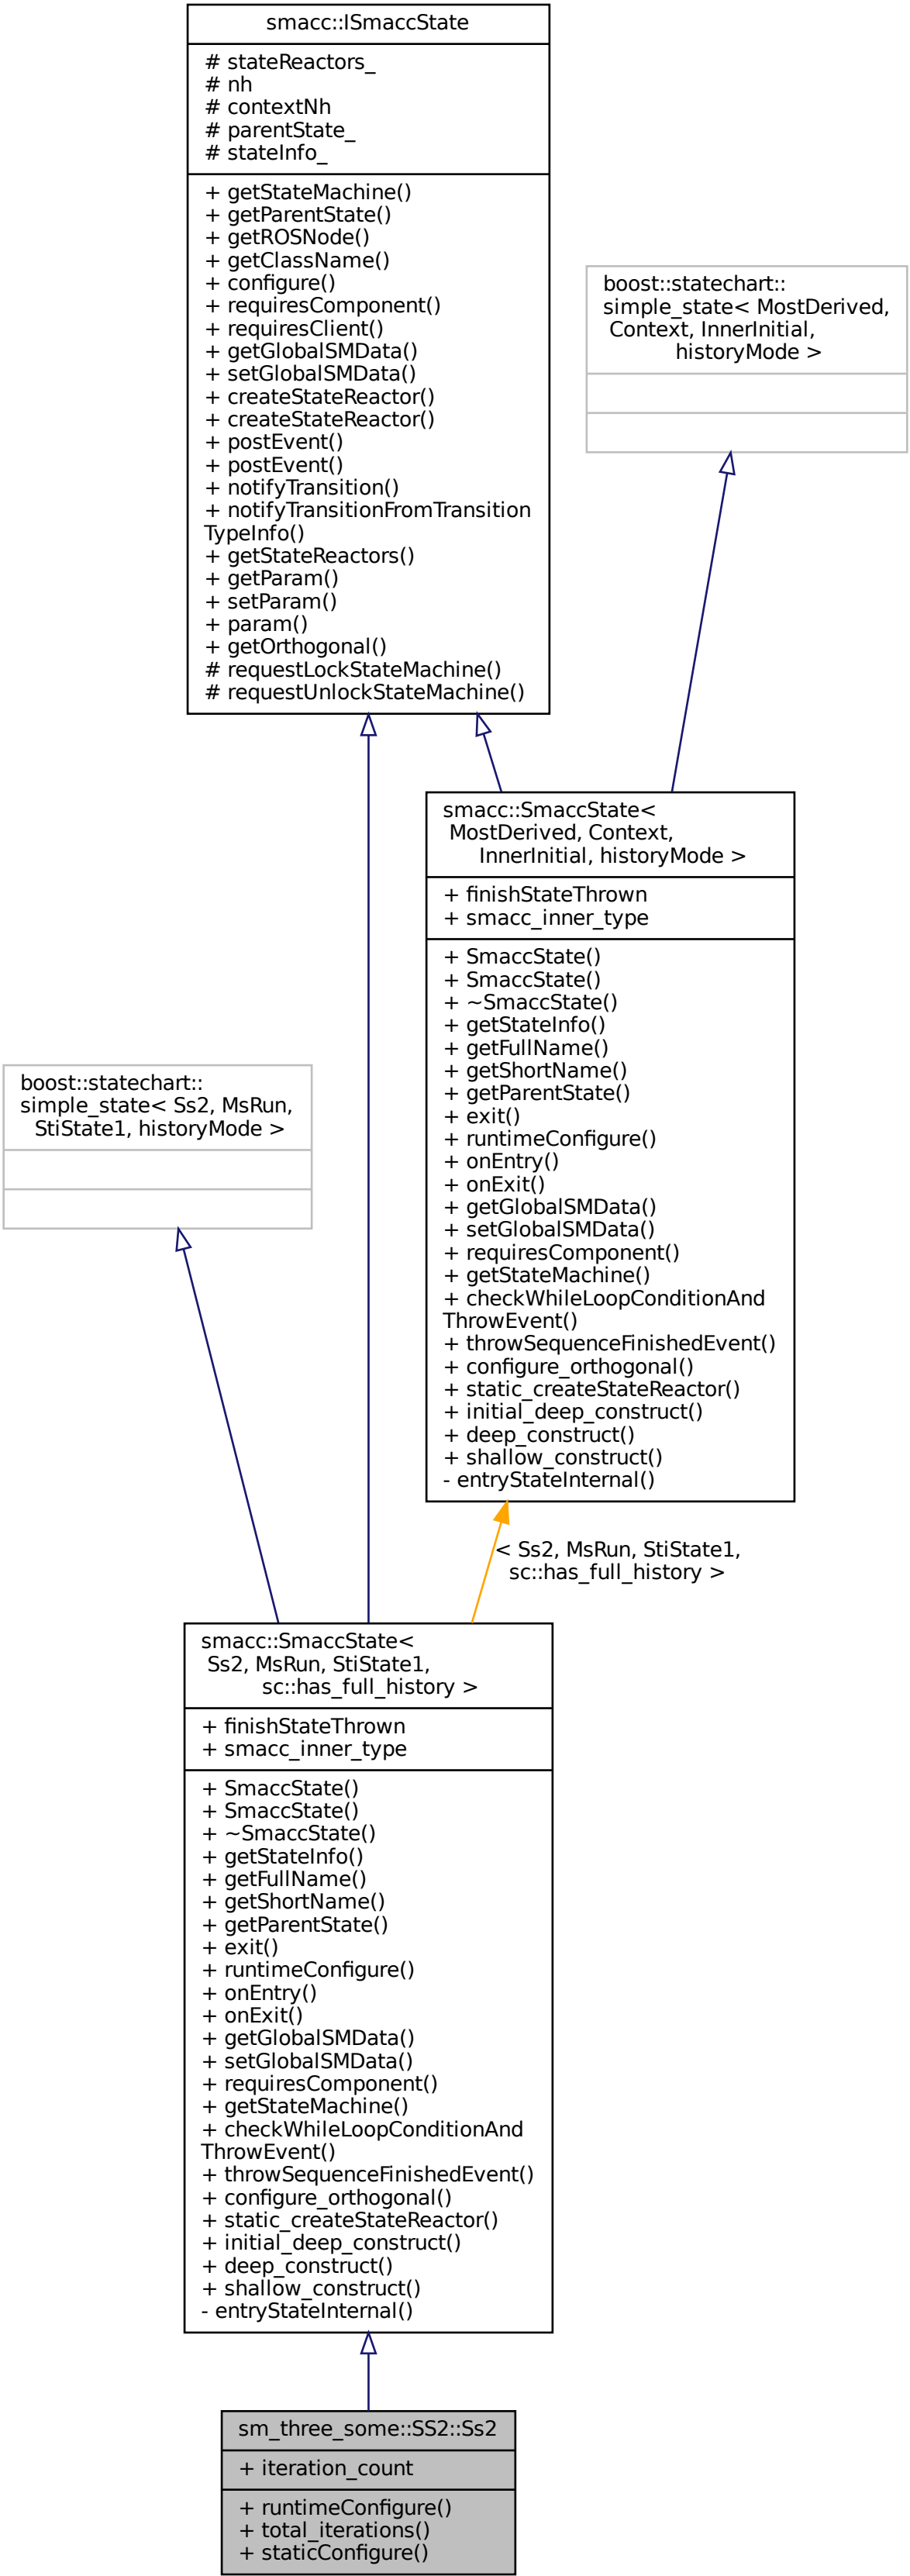 smacc::ISmaccState
# stateReactors_
# nh
# contextNh
# parentState_
# stateInfo_
+ getStateMachine()
+ getParentState()
+ getROSNode()
+ getClassName()
+ configure()
+ requiresComponent()
+ requiresClient()
+ getGlobalSMData()
+ setGlobalSMData()
+ createStateReactor()
+ createStateReactor()
+ postEvent()
+ postEvent()
+ notifyTransition()
+ notifyTransitionFromTransition
TypeInfo()
+ getStateReactors()
+ getParam()
+ setParam()
+ param()
+ getOrthogonal()
# requestLockStateMachine()
# requestUnlockStateMachine()
boost::statechart::
simple_state< MostDerived,
Context, InnerInitial,
historyMode >
smacc::SmaccState<
MostDerived, Context,
InnerInitial, historyMode >
+ finishStateThrown
+ smacc_inner_type
+ SmaccState()
+ SmaccState()
+ ~SmaccState()
+ getStateInfo()
+ getFullName()
+ getShortName()
+ getParentState()
+ exit()
+ runtimeConfigure()
+ onEntry()
+ onExit()
+ getGlobalSMData()
+ setGlobalSMData()
+ requiresComponent()
+ getStateMachine()
+ checkWhileLoopConditionAnd
ThrowEvent()
+ throwSequenceFinishedEvent()
+ configure_orthogonal()
+ static_createStateReactor()
+ initial_deep_construct()
+ deep_construct()
+ shallow_construct()
- entryStateInternal()
boost::statechart::
simple_state< Ss2, MsRun,
StiState1, historyMode >
< Ss2, MsRun, StiState1,
sc::has_full_history >
smacc::SmaccState<
Ss2, MsRun, StiState1,
sc::has_full_history >
+ finishStateThrown
+ smacc_inner_type
+ SmaccState()
+ SmaccState()
+ ~SmaccState()
+ getStateInfo()
+ getFullName()
+ getShortName()
+ getParentState()
+ exit()
+ runtimeConfigure()
+ onEntry()
+ onExit()
+ getGlobalSMData()
+ setGlobalSMData()
+ requiresComponent()
+ getStateMachine()
+ checkWhileLoopConditionAnd
ThrowEvent()
+ throwSequenceFinishedEvent()
+ configure_orthogonal()
+ static_createStateReactor()
+ initial_deep_construct()
+ deep_construct()
+ shallow_construct()
- entryStateInternal()
sm_three_some::SS2::Ss2
+ iteration_count
+ runtimeConfigure()
+ total_iterations()
+ staticConfigure()